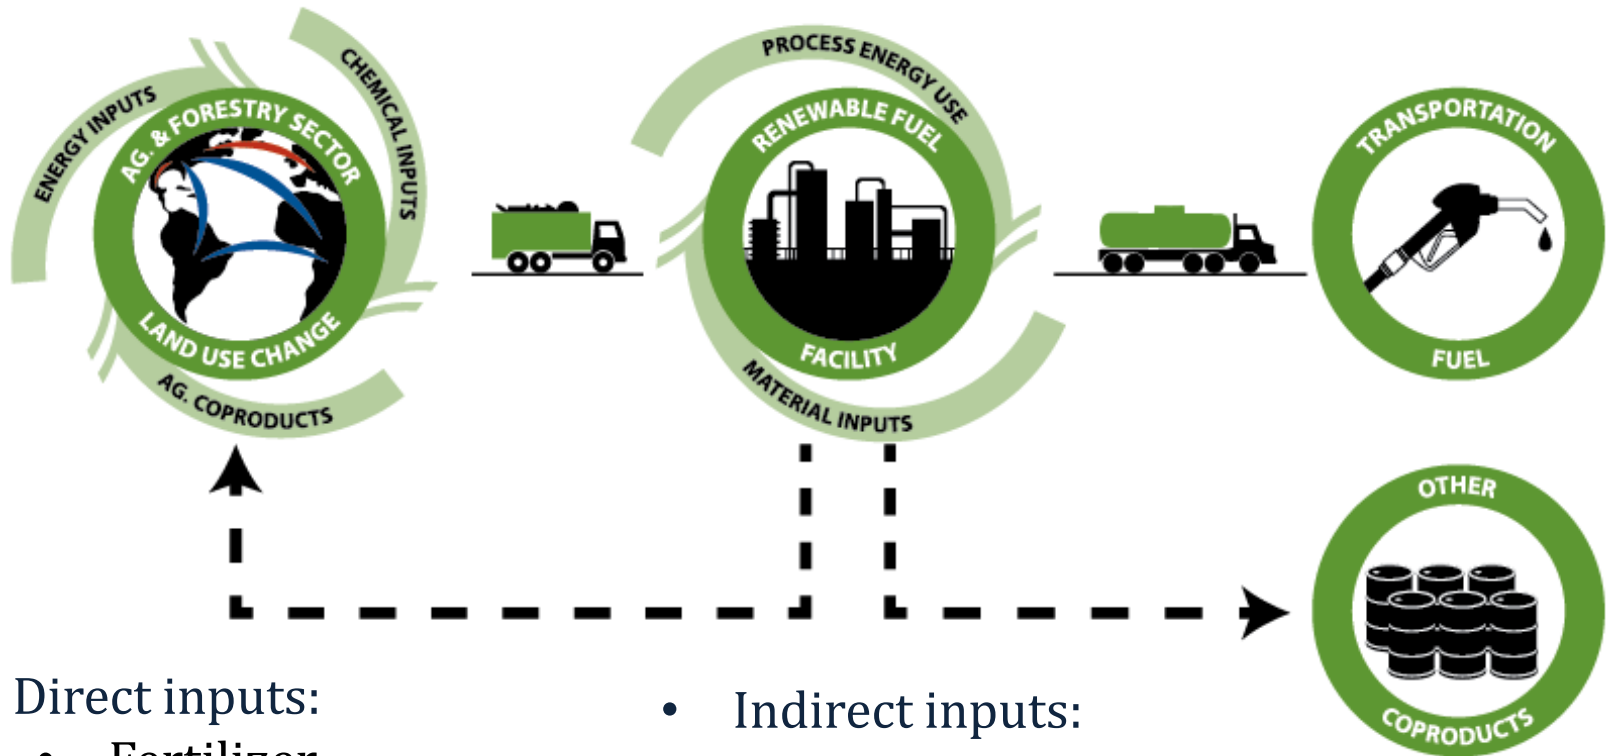 ENERGY INPUTS
CHEMICAL INPUTS
AG. & FORESTRY SECTOR
LAND USE CHANGE
AG. COPRODUCTS
PROCESS ENERGY USE
RENEWABLE FUEL
FACILITY
MATERIAL INPUTS
TRANSPORTATION
FUEL
OTHER
COPRODUCTS
Direct inputs:
• Fertilizer
• Indirect inputs: